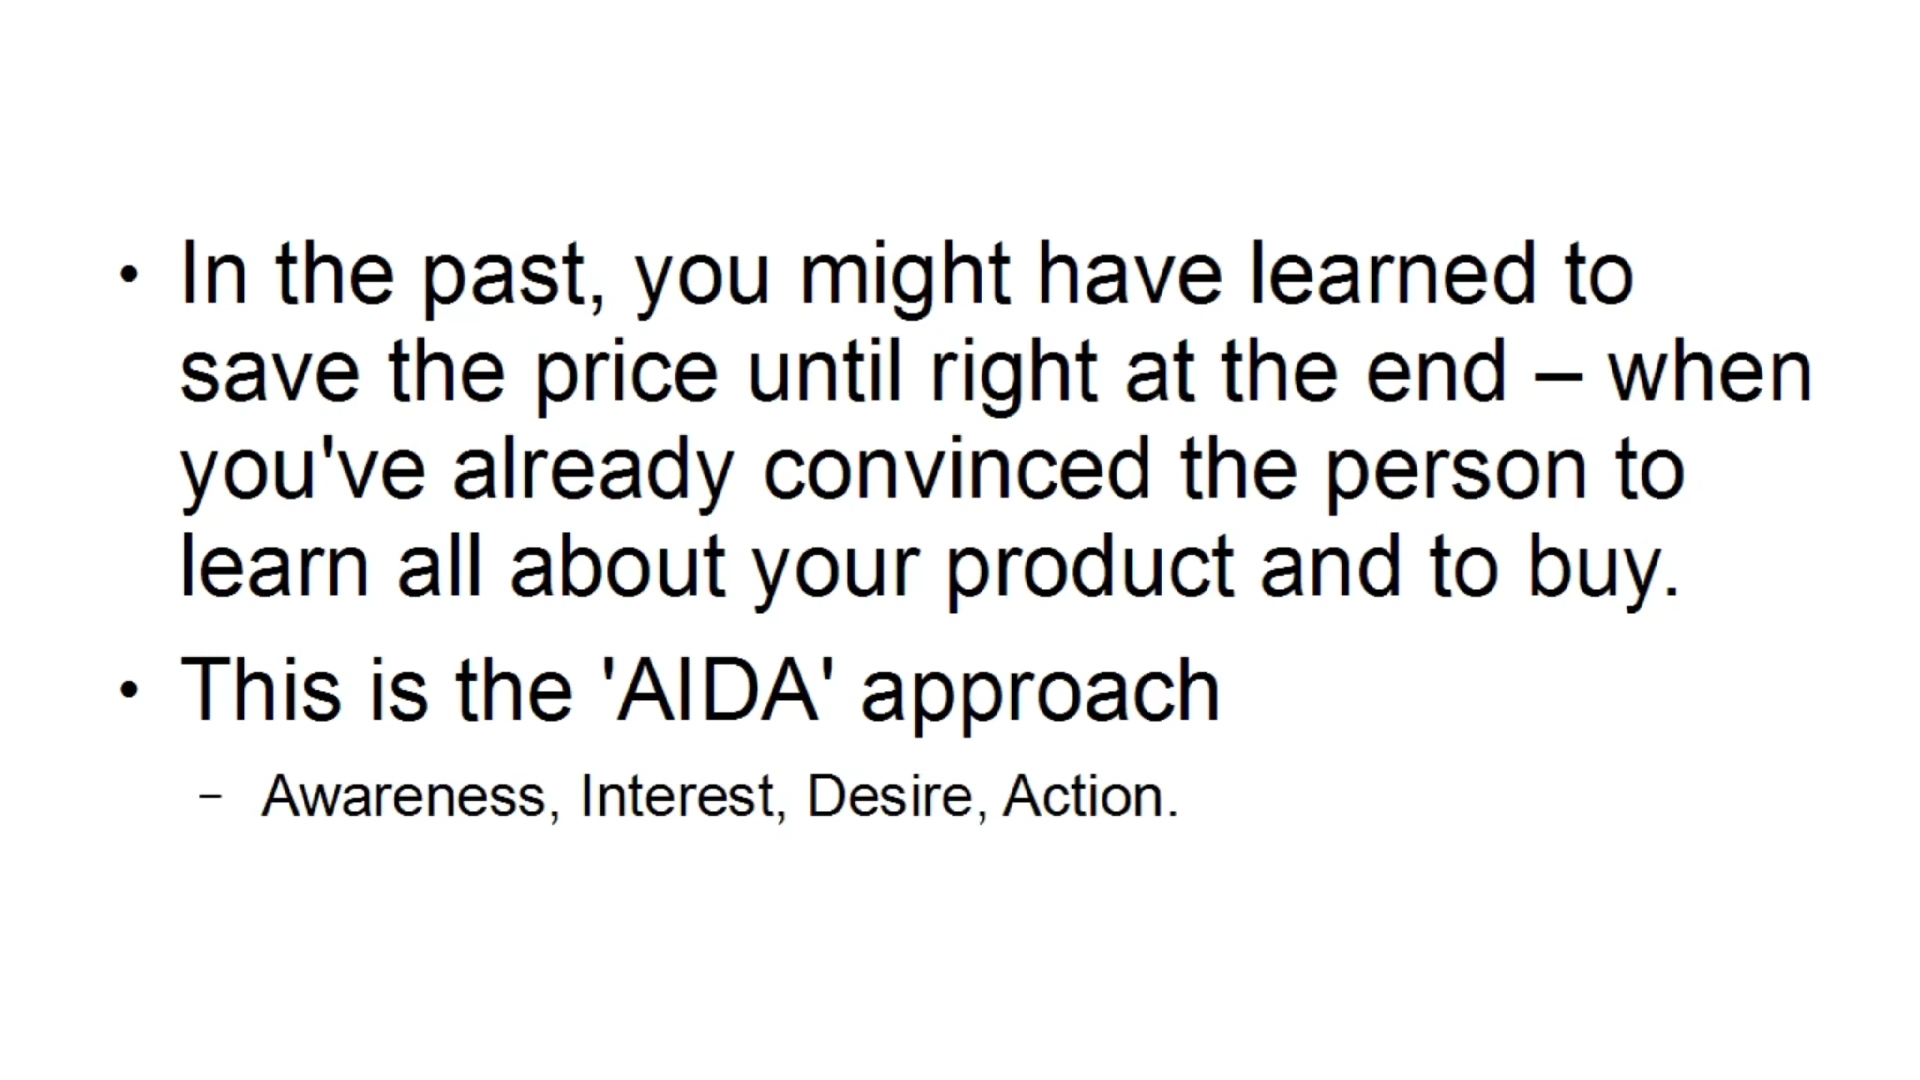 • In the past, you might have learned to
save the price until right at the end – when
you've already convinced the person to
learn all about your product and to buy.
• This is the 'AIDA' approach
– Awareness, Interest, Desire, Action.